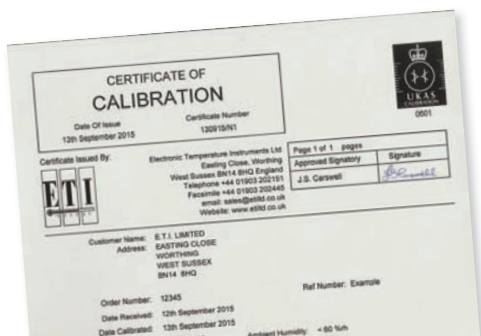 CERTIFICATE OF
CALIBRATION
Date Of Issue
13th September 2015
Certificate Number
130915/N1
UKAS
CALIBRATION
0601
Certificate Issued By:
ETI
Electronic Temperature Instruments Ltd
Easting Close, Worthing
West Sussex BN14 8HQ England
Telephone +44 01903 202151
Facsimile +44 01903 202445
email: sales@etiltd.co.uk
Website: www.etiltd.co.uk
Page 1 of 1 pages
Approved Signatory
Signature
J.S. Carswell
Customer Name: E.T.I. LIMITED
Address: EASTING CLOSE
WORTHING
WEST SUSSEX
BN14 8HQ
Order Number: 12345
Ref Number: Example
Date Received: 12th September 2015
Date Calibrated: 13th September 2015
Ambient Humidity: < 60 %rh